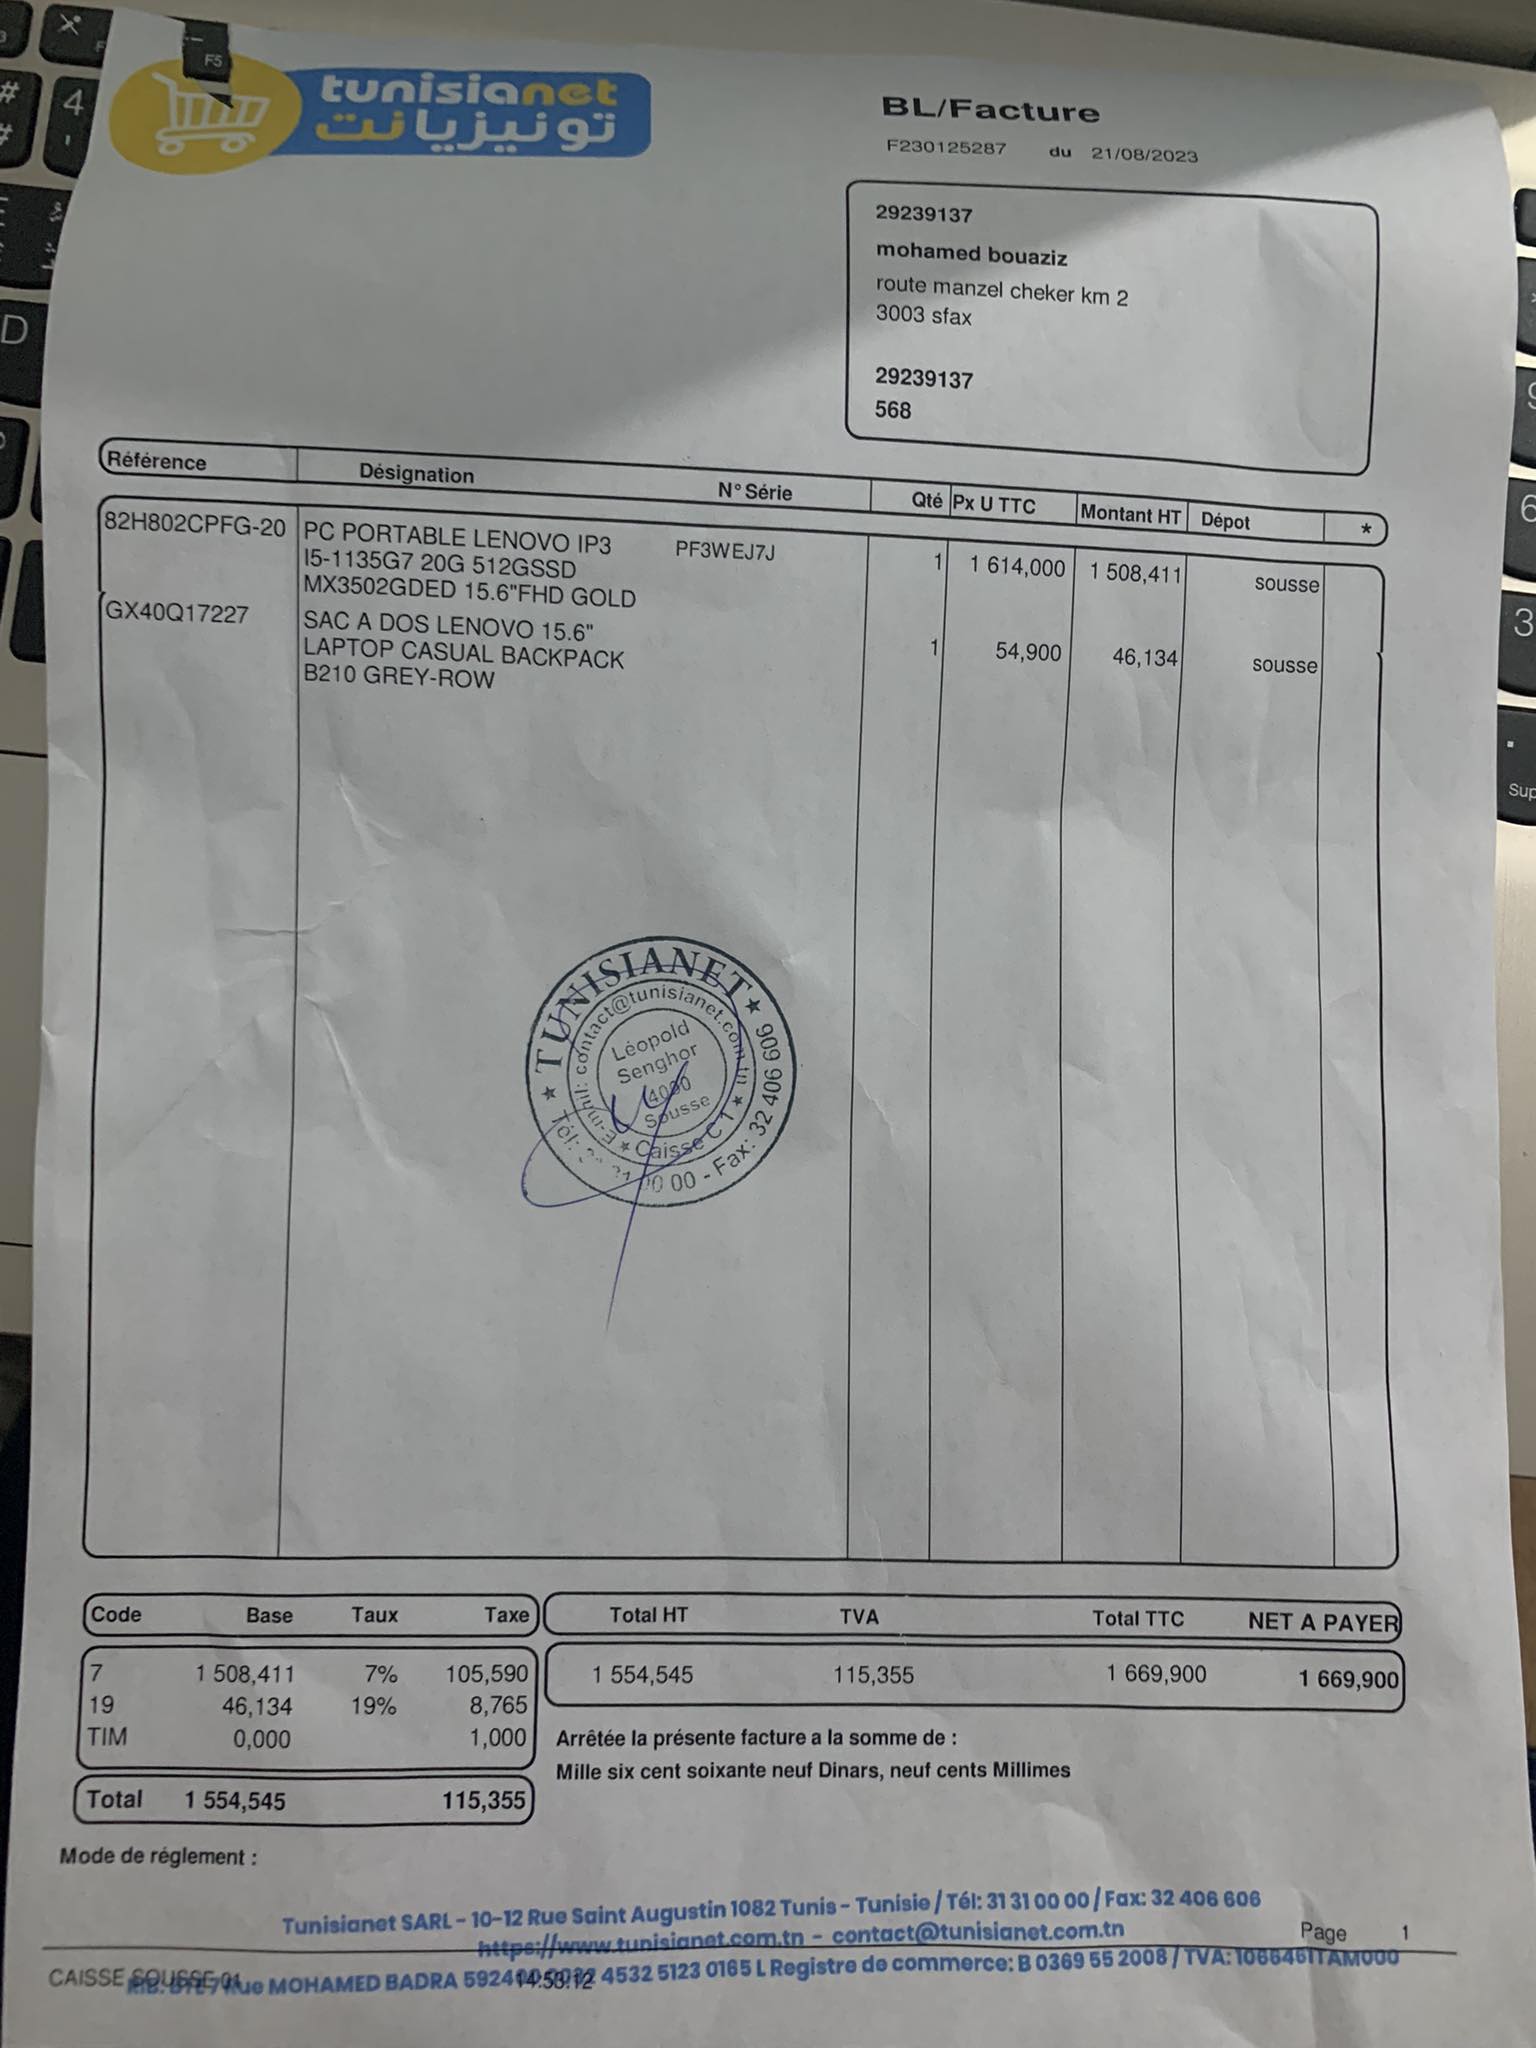 tunisianet
تونيزيانت
BL/Facture
F230125287 du 21/08/2023
29239137
mohamed bouaziz
route manzel cheker km 2
3003 sfax
29239137
568
Référence Désignation N° Série Qté Px U TTC Montant HT Dépot *
82H802CPFG-20 PC PORTABLE LENOVO IP3 PF3WEJ7J 1 1 614,000 1 508,411 sousse
I5-1135G7 20G 512GSSD
MX3502GDED 15.6"FHD GOLD
GX40Q17227 SAC A DOS LENOVO 15.6" 1 54,900 46,134 sousse
LAPTOP CASUAL BACKPACK
B210 GREY-ROW
★ TUNISIANET ★
E-mail: contact@tunisianet.com.tn
Léopold
Senghor
4000
Sousse
★ Caisse C1 ★
Tél: 00 00 - Fax: 32 406 606
Code Base Taux Taxe
7 1 508,411 7% 105,590
19 46,134 19% 8,765
TIM 0,000 1,000
Total 1 554,545 115,355
Total HT TVA Total TTC NET A PAYER
1 554,545 115,355 1 669,900 1 669,900
Arrêtée la présente facture a la somme de :
Mille six cent soixante neuf Dinars, neuf cents Millimes
Mode de réglement :
Tunisianet SARL - 10-12 Rue Saint Augustin 1082 Tunis - Tunisie / Tél: 31 31 00 00 / Fax: 32 406 606
https://www.tunisianet.com.tn - contact@tunisianet.com.tn
Page 1
CAISSE SOUSSE 01
14:53:12
Rue MOHAMED BADRA 4532 5123 0165 L Registre de commerce: B 0369 55 2008 / TVA: 1066461TAM000
# 4 F5
D
6
3
Sup